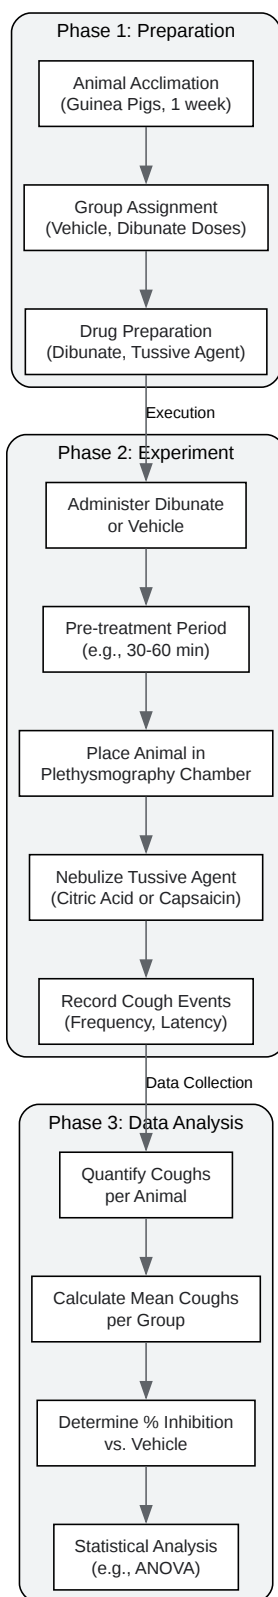 Phase 1: Preparation
Animal Acclimation
(Guinea Pigs, 1 week)
Group Assignment
(Vehicle, Dibunate Doses)
Drug Preparation
(Dibunate, Tussive Agent)
Execution
Phase 2: Experiment
Administer Dibunate
or Vehicle
Pre-treatment Period
(e.g., 30-60 min)
Place Animal in
Plethysmography Chamber
Nebulize Tussive Agent
(Citric Acid or Capsaicin)
Record Cough Events
(Frequency, Latency)
Data Collection
Phase 3: Data Analysis
Quantify Coughs
per Animal
Calculate Mean Coughs
per Group
Determine % Inhibition
vs. Vehicle
Statistical Analysis
(e.g., ANOVA)